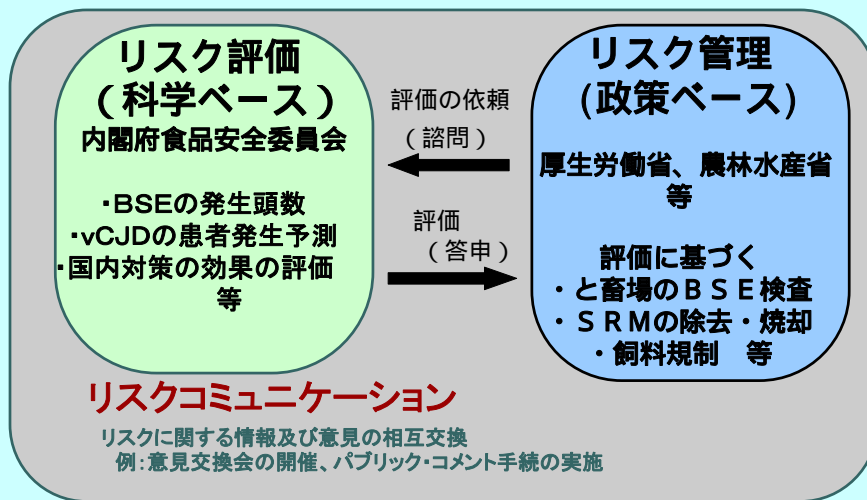 リスク評価
（科学ベース）
内閣府食品安全委員会
・BSEの発生頭数
・vCJDの患者発生予測
・国内対策の効果の評価
等
評価の依頼
（諮問）
評価
（答申）
リスク管理
(政策ベース)
厚生労働省、農林水産省
等
評価に基づく
・と畜場のＢＳＥ検査
・ＳＲＭの除去・焼却
・飼料規制　等
リスクコミュニケーション
リスクに関する情報及び意見の相互交換
例：意見交換会の開催、パブリック・コメント手続の実施